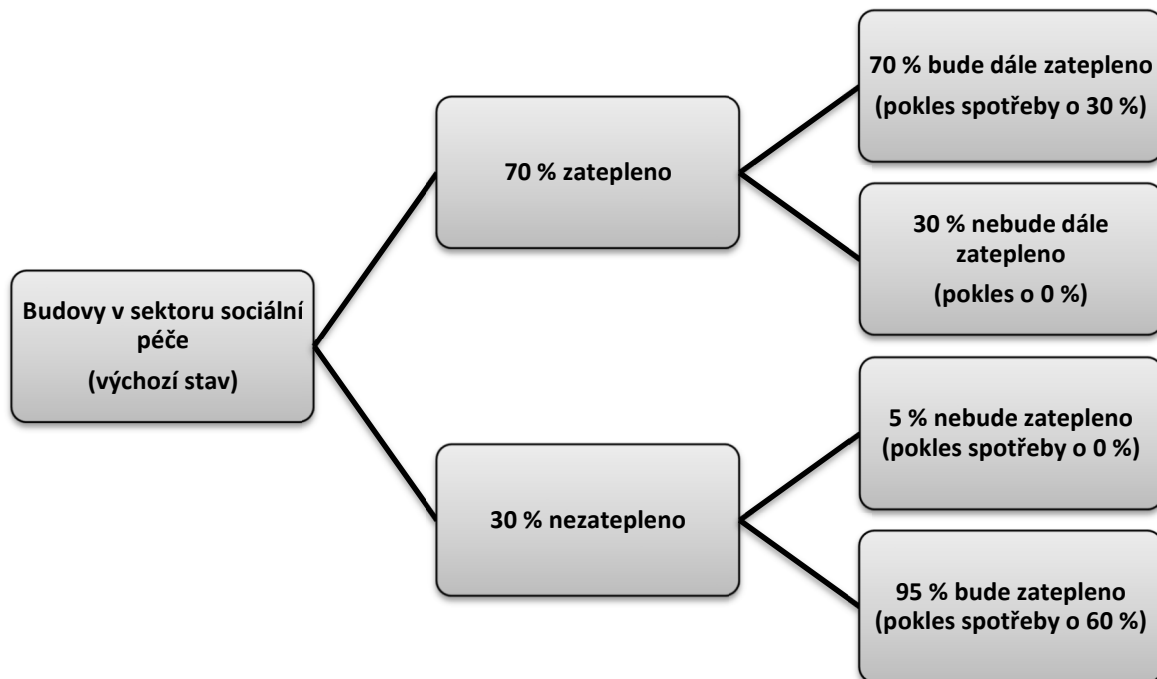 Budovy v sektoru sociální
péče
(výchozí stav)
70 % zatepleno
70 % bude dále zatepleno
(pokles spotřeby o 30 %)
30 % nebude dále
zatepleno
(pokles o 0 %)
30 % nezatepleno
5 % nebude zatepleno
(pokles spotřeby o 0 %)
95 % bude zatepleno
(pokles spotřeby o 60 %)